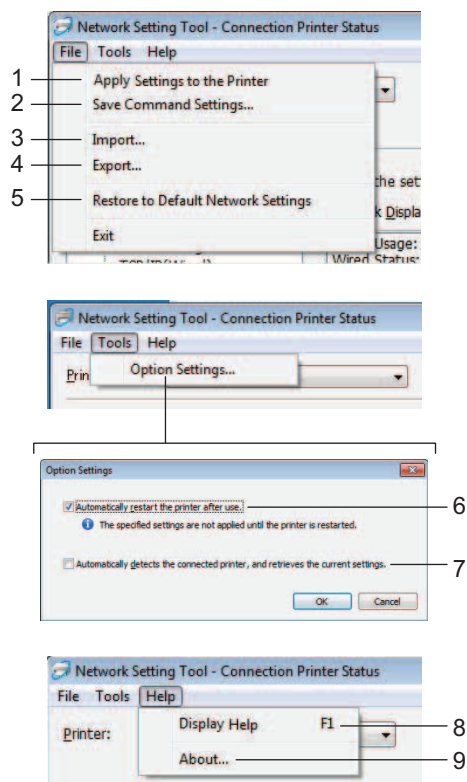 Network Setting Tool - Connection Printer Status
File Tools Help
1 Apply Settings to the Printer
2 Save Command Settings...
3 Import...
4 Export...
5 Restore to Default Network Settings
Exit
the set
k Displa
Usage:
Wired Status:
Network Setting Tool - Connection Printer Status
File Tools Help
Prin
Option Settings...
Option Settings
Automatically restart the printer after use. 6
The specified settings are not applied until the printer is restarted.
Automatically detects the connected printer, and retrieves the current settings. 7
OK Cancel
Network Setting Tool - Connection Printer Status
File Tools Help
Printer:
Display Help F1 8
About... 9